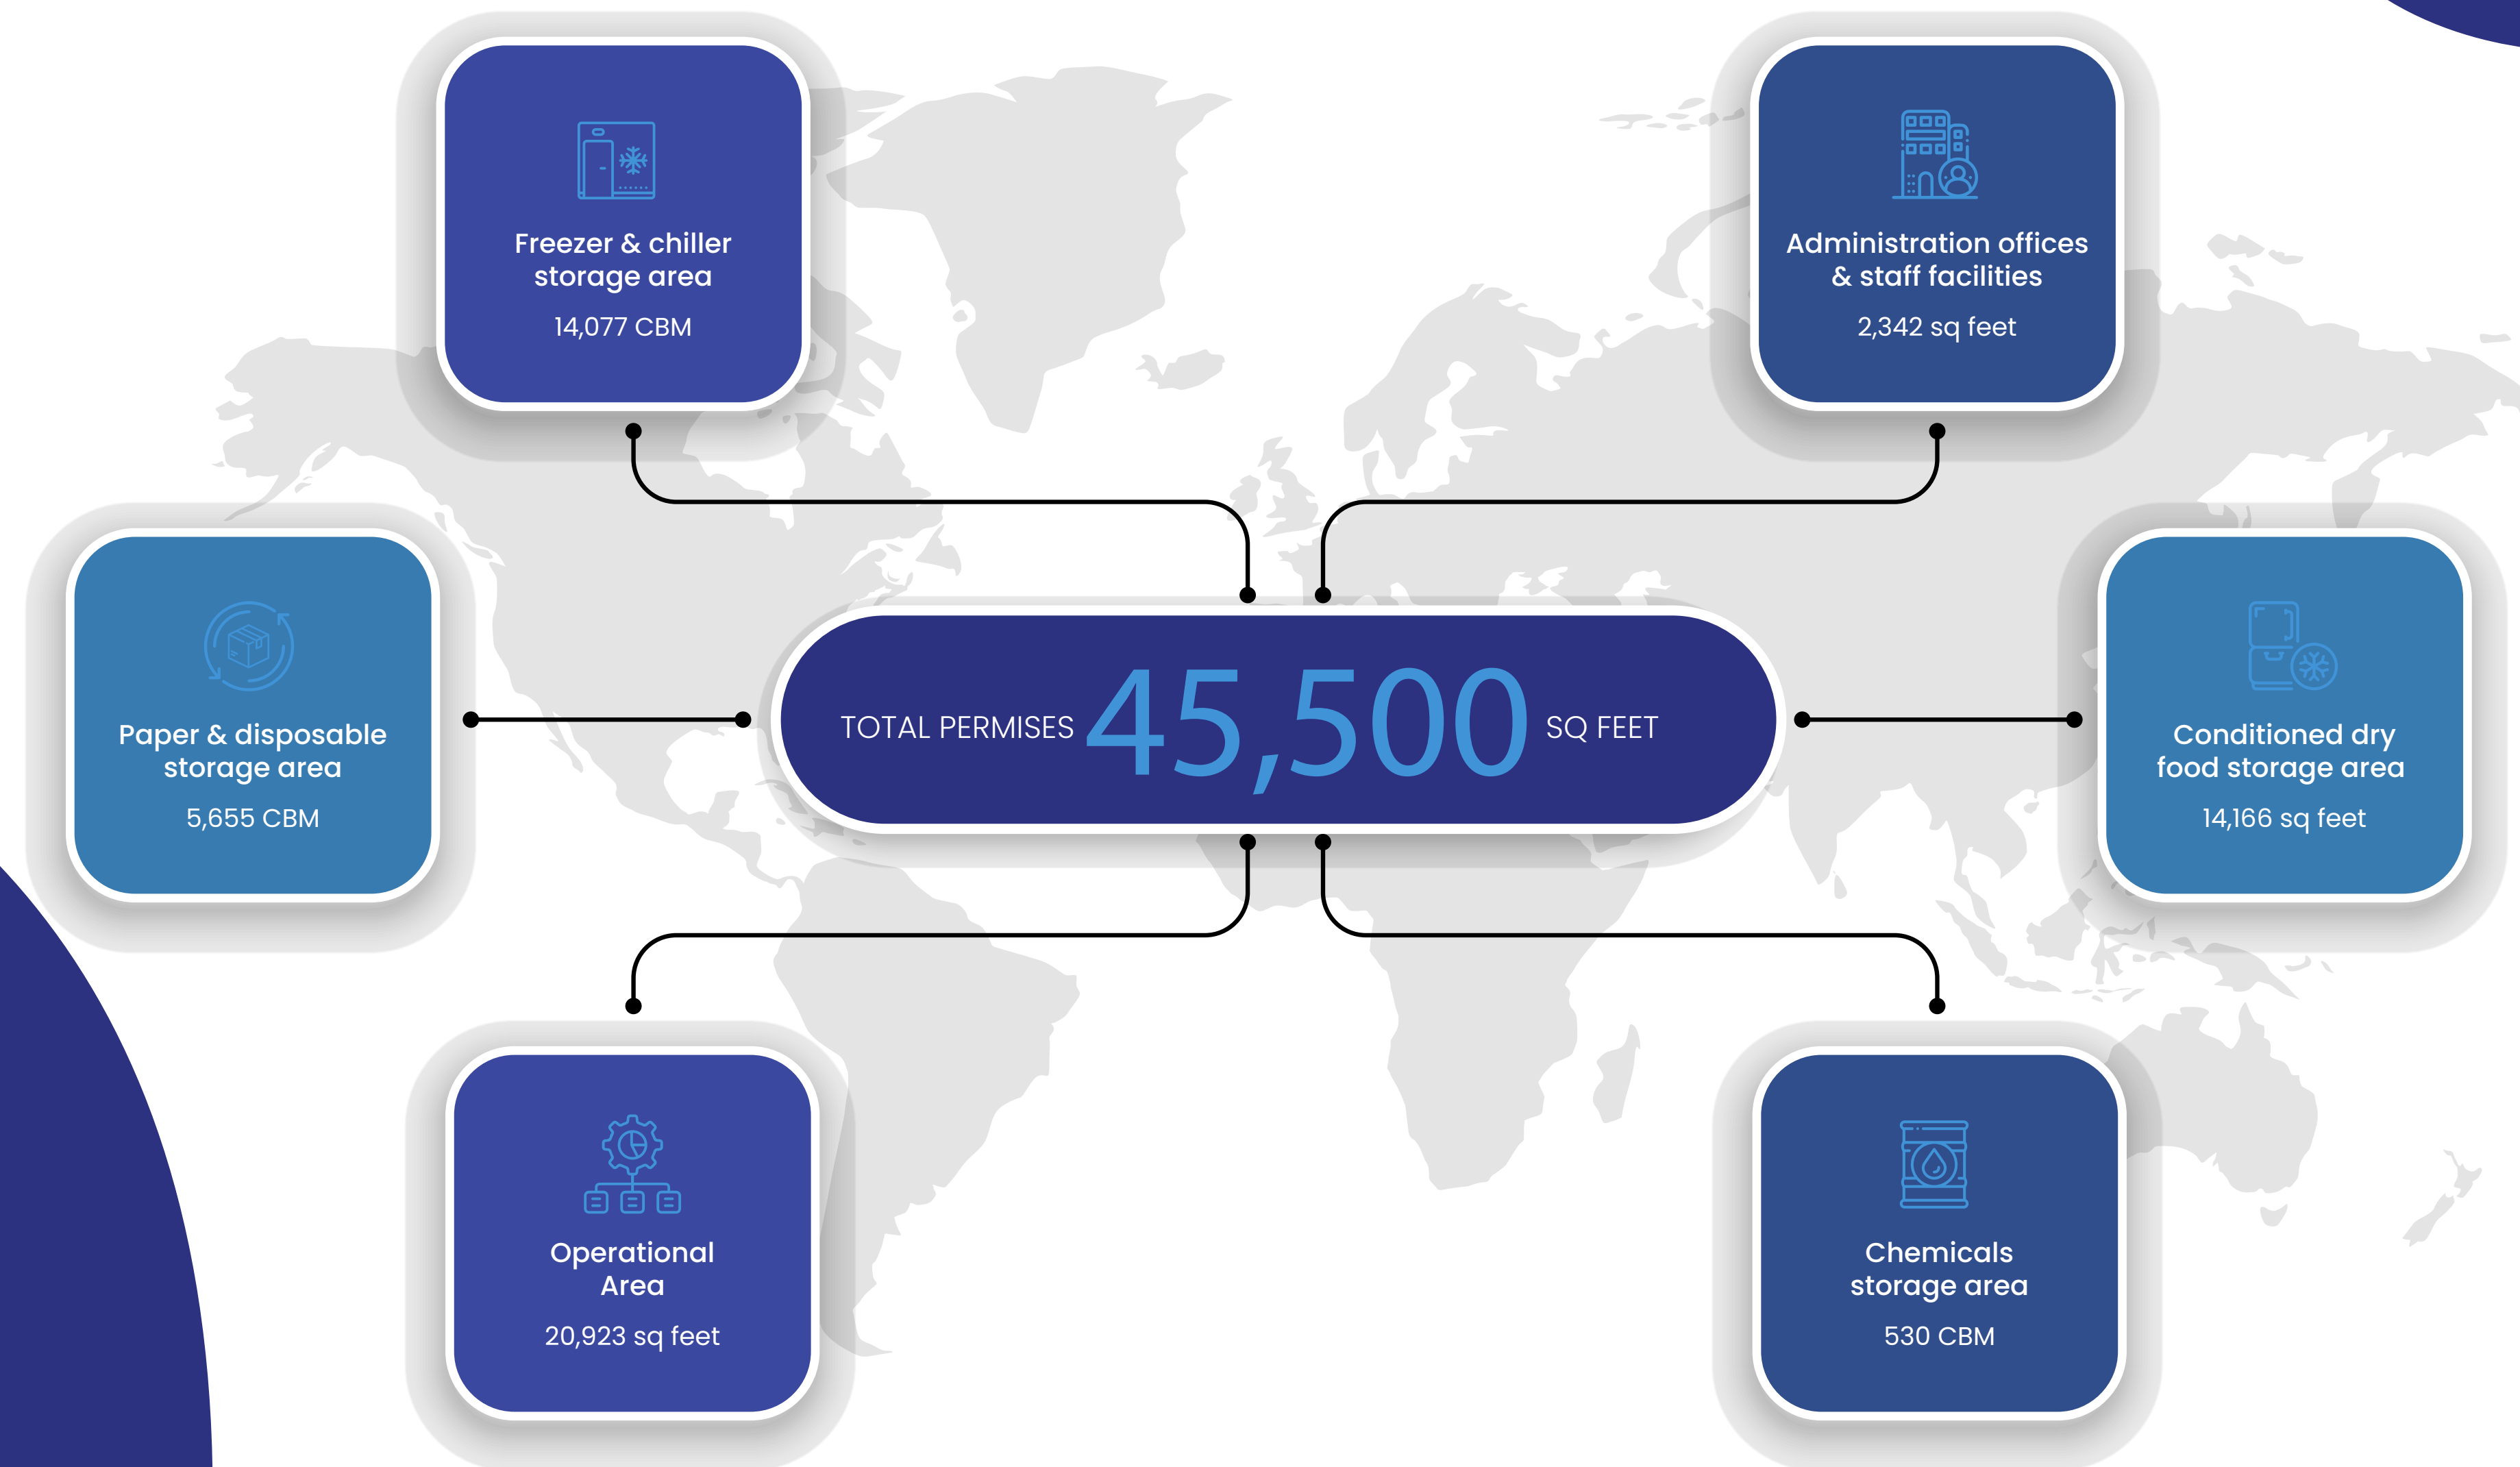 Freezer & chiller
storage area
14,077 CBM
Administration offices
& staff facilities
2,342 sq feet
Paper & disposable
storage area
5,655 CBM
TOTAL PERMISES 45,500 SQ FEET
Conditioned dry
food storage area
14,166 sq feet
Operational
Area
20,923 sq feet
Chemicals
storage area
530 CBM